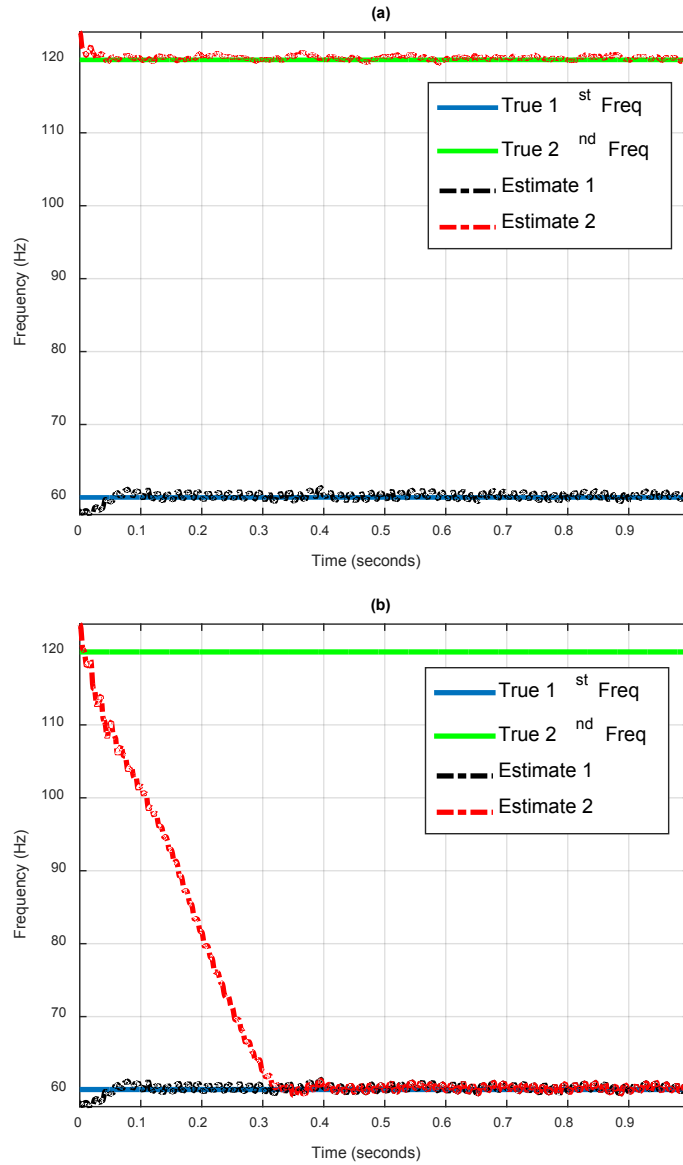 (a)
120
110
100
90
80
70
60
Frequency (Hz)
True 1 st Freq
True 2 nd Freq
Estimate 1
Estimate 2
0 0.1 0.2 0.3 0.4 0.5 0.6 0.7 0.8 0.9
Time (seconds)
(b)
120
110
100
90
80
70
60
Frequency (Hz)
True 1 st Freq
True 2 nd Freq
Estimate 1
Estimate 2
0 0.1 0.2 0.3 0.4 0.5 0.6 0.7 0.8 0.9
Time (seconds)